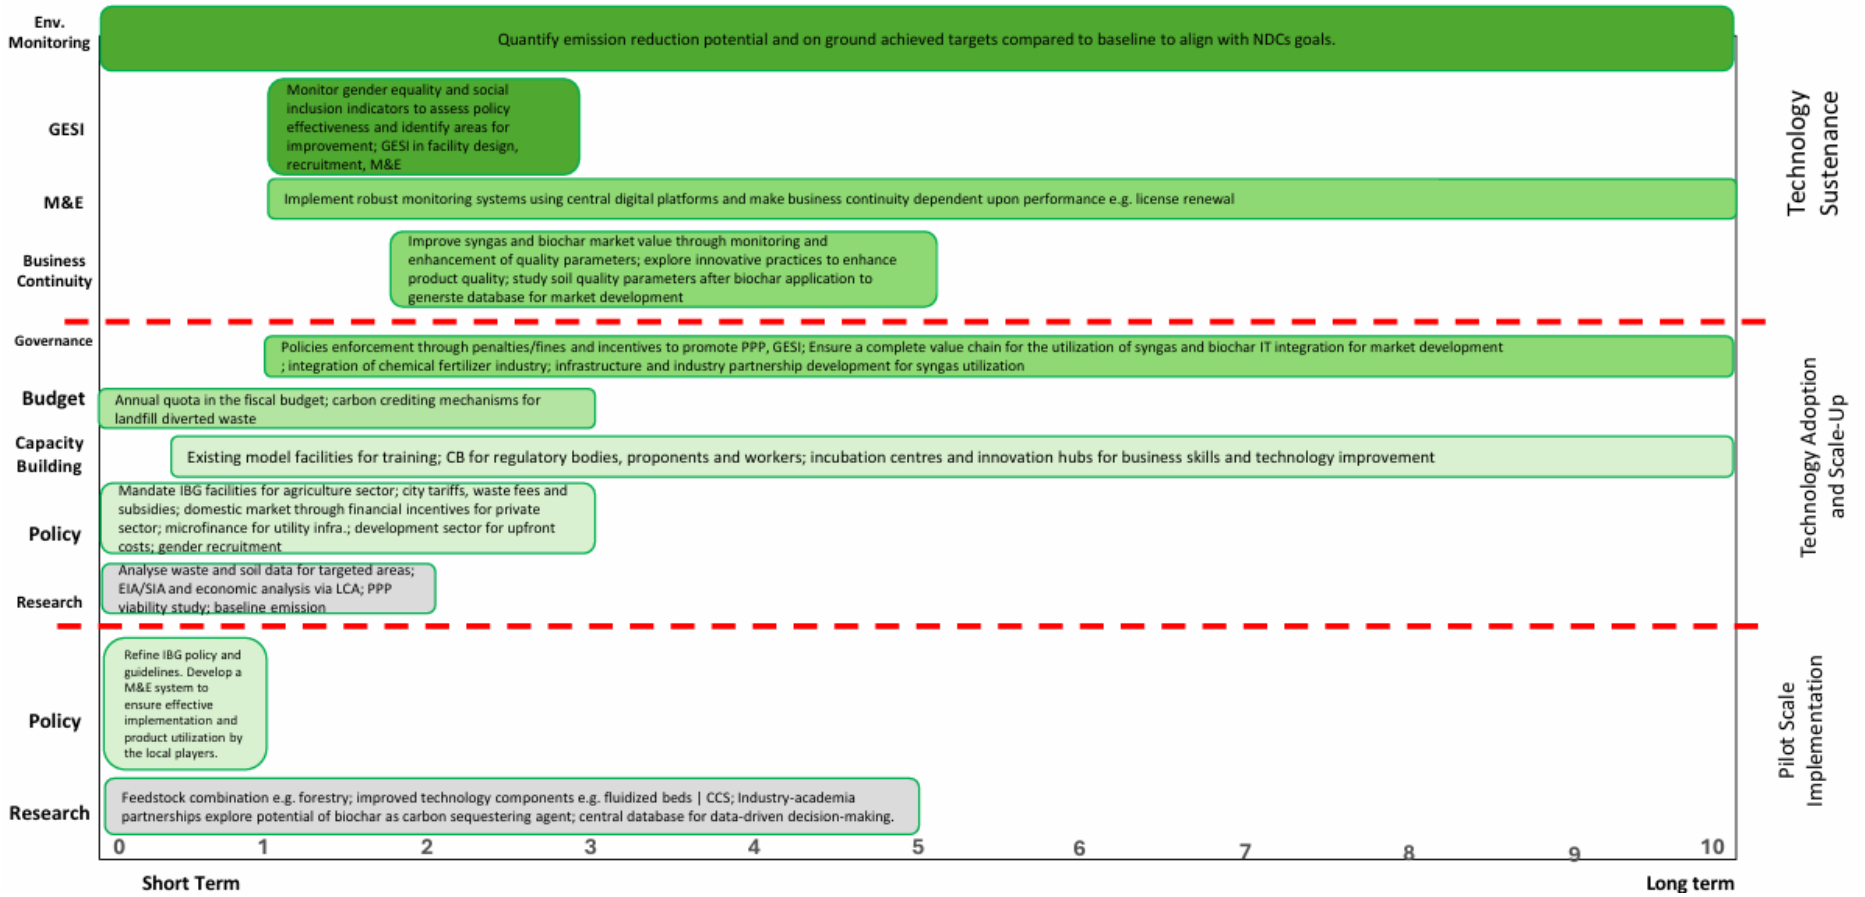 Env.
Monitoring
Quantify emission reduction potential and on ground achieved targets compared to baseline to align with NDCs goals.
GESI
Monitor gender equality and social
inclusion indicators to assess policy
effectiveness and identify areas for
improvement; GESI in facility design,
recruitment, M&E
M&E
Implement robust monitoring systems using central digital platforms and make business continuity dependent upon performance e.g. license renewal
Business
Continuity
Improve syngas and biochar market value through monitoring and
enhancement of quality parameters; explore innovative practices to enhance
product quality; study soil quality parameters after biochar application to
generste database for market development
Technology
Sustenance
Governance
Policies enforcement through penalties/fines and incentives to promote PPP, GESI; Ensure a complete value chain for the utilization of syngas and biochar IT integration for market development
; integration of chemical fertilizer industry; infrastructure and industry partnership development for syngas utilization
Budget
Annual quota in the fiscal budget; carbon crediting mechanisms for
landfill diverted waste
Capacity
Building
Existing model facilities for training; CB for regulatory bodies, proponents and workers; incubation centres and innovation hubs for business skills and technology improvement
Policy
Mandate IBG facilities for agriculture sector; city tariffs, waste fees and
subsidies; domestic market through financial incentives for private
sector; microfinance for utility infra.; development sector for upfront
costs; gender recruitment
Research
Analyse waste and soil data for targeted areas;
EIA/SIA and economic analysis via LCA; PPP
viability study; baseline emission
Technology Adoption
and Scale-Up
Policy
Refine IBG policy and
guidelines. Develop a
M&E system to
ensure effective
implementation and
product utilization by
the local players.
Research
Feedstock combination e.g. forestry; improved technology components e.g. fluidized beds | CCS; Industry-academia
partnerships explore potential of biochar as carbon sequestering agent; central database for data-driven decision-making.
Pilot Scale
Implementation
0 1 2 3 4 5 6 7 8 9 10
Short Term
Long term